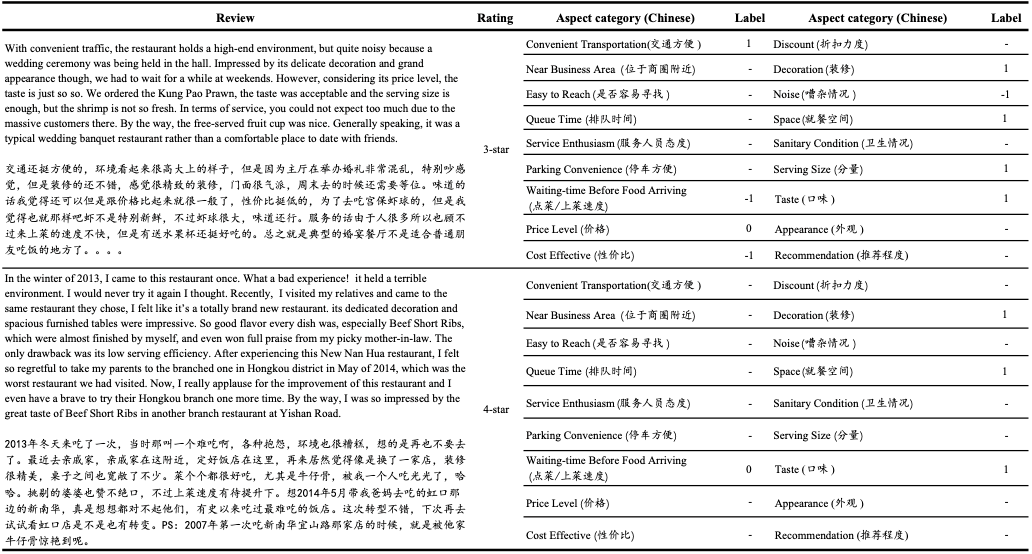 Review Rating Aspect category (Chinese) Label Aspect category (Chinese) Label
With convenient traffic, the restaurant holds a high-end environment, but quite noisy because a
wedding ceremony was being held in the hall. Impressed by its delicate decoration and grand
appearance though, we had to wait for a while at weekends. However, considering its price level, the
taste is just so so. We ordered the Kung Pao Prawn, the taste was acceptable and the serving size is
enough, but the shrimp is not so fresh. In terms of service, you could not expect too much due to the
massive customers there. By the way, the free-served fruit cup was nice. Generally speaking, it was a
typical wedding banquet restaurant rather than a comfortable place to date with friends.
交通还挺方便的，环境看起来很高大上的样子，但是因为主厅在举办婚礼非常混乱，特别吵感
觉，但是装修的还不错，感觉很精致的装修，门面很气派，周末去的时候还需要等位。味道的
话我觉得还可以但是跟价格比起来就很一般了，性价比挺低的，为了去吃宫保虾球的，但是我
觉得也就那样吧虾不是特别新鲜，不过虾球很大，味道还行。服务的话由于人很多所以也顾不
过来上菜的速度不快，但是有送水果杯还挺好吃的。总之就是典型的婚宴餐厅不是适合普通朋
友吃饭的地方了。。。。
3-star
Convenient Transportation(交通方便 ) 1 Discount (折扣力度) -
Near Business Area (位于商圈附近) - Decoration (装修) 1
Easy to Reach (是否容易寻找 ) - Noise(嘈杂情况 ) -1
Queue Time (排队时间) - Space(就餐空间) 1
Service Enthusiasm (服务人员态度) - Sanitary Condition (卫生情况) -
Parking Convenience (停车方便) - Serving Size (分量) 1
Waiting-time Before Food Arriving
(点菜/上菜速度) -1 Taste (口味 ) 1
Price Level (价格) 0 Appearance (外观 ) -
Cost Effective (性价比) -1 Recommendation (推荐程度) -
In the winter of 2013, I came to this restaurant once. What a bad experience! it held a terrible
environment. I would never try it again I thought. Recently, I visited my relatives and came to the
same restaurant they chose, I felt like it's a totally brand new restaurant. its dedicated decoration and
spacious furnished tables were impressive. So good flavor every dish was, especially Beef Short Ribs,
which were almost finished by myself, and even won full praise from my picky mother-in-law. The
only drawback was its low serving efficiency. After experiencing this New Nan Hua restaurant, I felt
so regretful to take my parents to the branched one in Hongkou district in May of 2014, which was the
worst restaurant we had visited. Now, I really applause for the improvement of this restaurant and I
even have a brave to try their Hongkou branch one more time. By the way, I was so impressed by the
great taste of Beef Short Ribs in another branch restaurant at Yishan Road.
2013年冬天来吃了一次，当时那叫一个难吃啊，各种抱怨，环境也很糟糕，想的是再也不要去
了。最近去亲戚家，亲戚家在这附近，定好饭店在这里，再来居然觉得像是换了一家店，装修
很精美，桌子之间也宽敞了不少。菜个个都很好吃，尤其是牛仔骨，被我一个人吃光光了，哈
哈。挑剔的婆婆也赞不绝口，不过上菜速度有待提升下。想2014年5月带我爸妈去吃的虹口那
边的新南华，真是想想都对不起他们，有史以来吃过最难吃的饭店。这次转型不错，下次再去
试试看虹口店是不是也有转变。PS：2007年第一次吃新南华宜山路那家店的时候，就是被他家
牛仔骨惊艳到呢。
4-star
Convenient Transportation(交通方便 ) - Discount (折扣力度) -
Near Business Area (位于商圈附近) - Decoration (装修) 1
Easy to Reach (是否容易寻找 ) - Noise(嘈杂情况 ) -
Queue Time (排队时间) - Space(就餐空间) 1
Service Enthusiasm (服务人员态度) - Sanitary Condition (卫生情况) -
Parking Convenience (停车方便) - Serving Size (分量) -
Waiting-time Before Food Arriving
(点菜/上菜速度) 0 Taste (口味 ) 1
Price Level (价格) - Appearance (外观 ) -
Cost Effective (性价比) - Recommendation (推荐程度) -